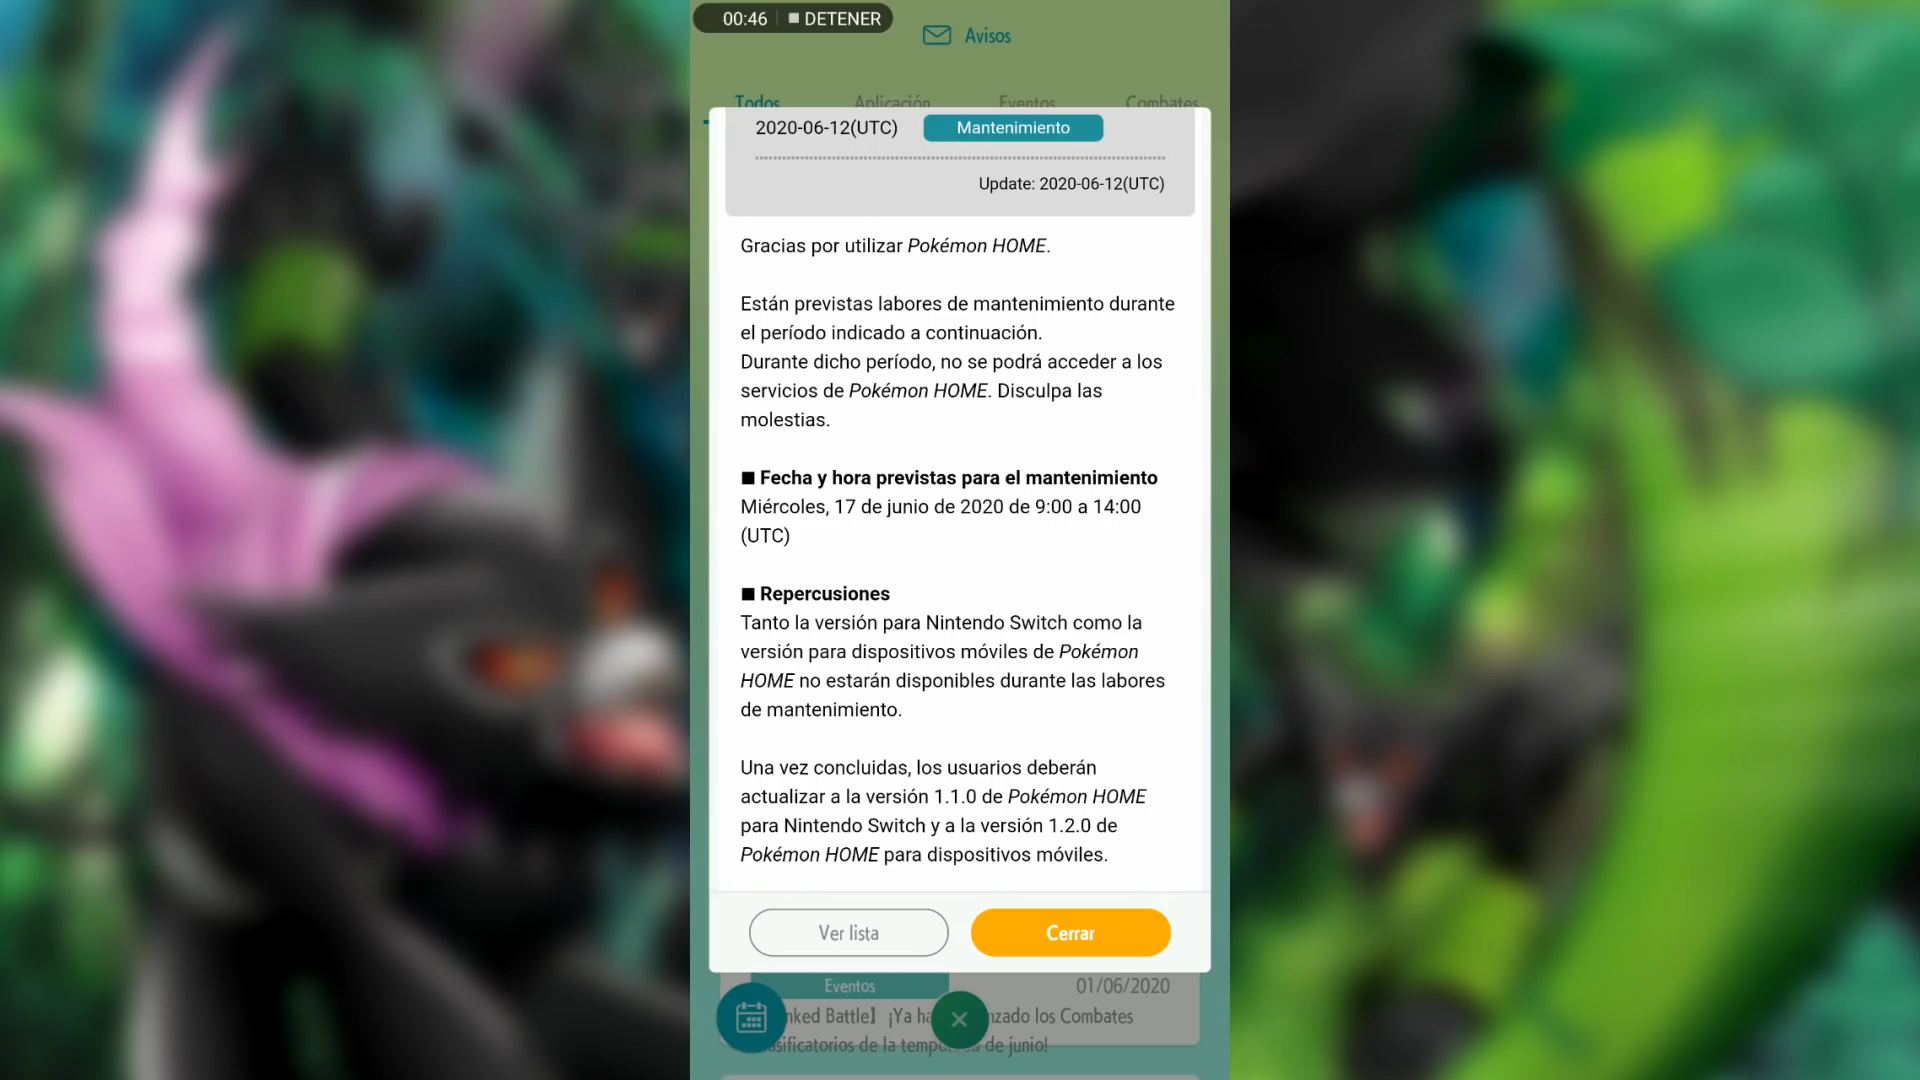 00:46 DETENER
Avisos
Todos Aplicación Eventos Combates
2020-06-12(UTC) Mantenimiento
Update: 2020-06-12(UTC)
Gracias por utilizar Pokémon HOME.
Están previstas labores de mantenimiento durante
el período indicado a continuación.
Durante dicho período, no se podrá acceder a los
servicios de Pokémon HOME. Disculpa las
molestias.
■ Fecha y hora previstas para el mantenimiento
Miércoles, 17 de junio de 2020 de 9:00 a 14:00
(UTC)
■ Repercusiones
Tanto la versión para Nintendo Switch como la
versión para dispositivos móviles de Pokémon
HOME no estarán disponibles durante las labores
de mantenimiento.
Una vez concluidas, los usuarios deberán
actualizar a la versión 1.1.0 de Pokémon HOME
para Nintendo Switch y a la versión 1.2.0 de
Pokémon HOME para dispositivos móviles.
Ver lista Cerrar
Eventos 01/06/2020
nked Battle】 ¡Ya ha nzado los Combates
sificatorios de la temp de junio!